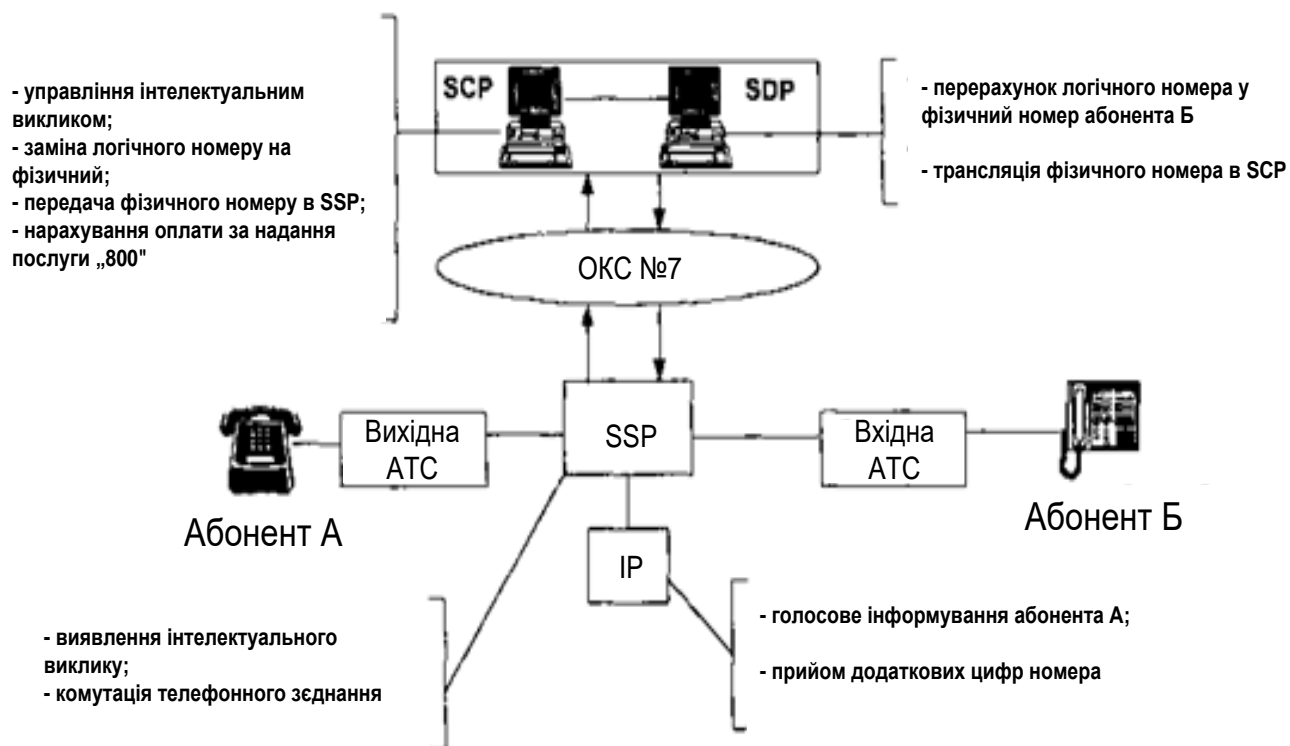 - управління інтелектуальним
викликом;
- заміна логічного номеру на
фізичний;
- передача фізичного номеру в SSP;
- нарахування оплати за надання
послуги „800"
SCP
SDP
- перерахунок логічного номера у
фізичний номер абонента Б
- трансляція фізичного номера в SCP
ОКС №7
Вихідна
АТС
SSP
Вхідна
АТС
Абонент А
Абонент Б
IP
- виявлення інтелектуального
виклику;
- комутація телефонного зєднання
- голосове інформування абонента А;
- прийом додаткових цифр номера